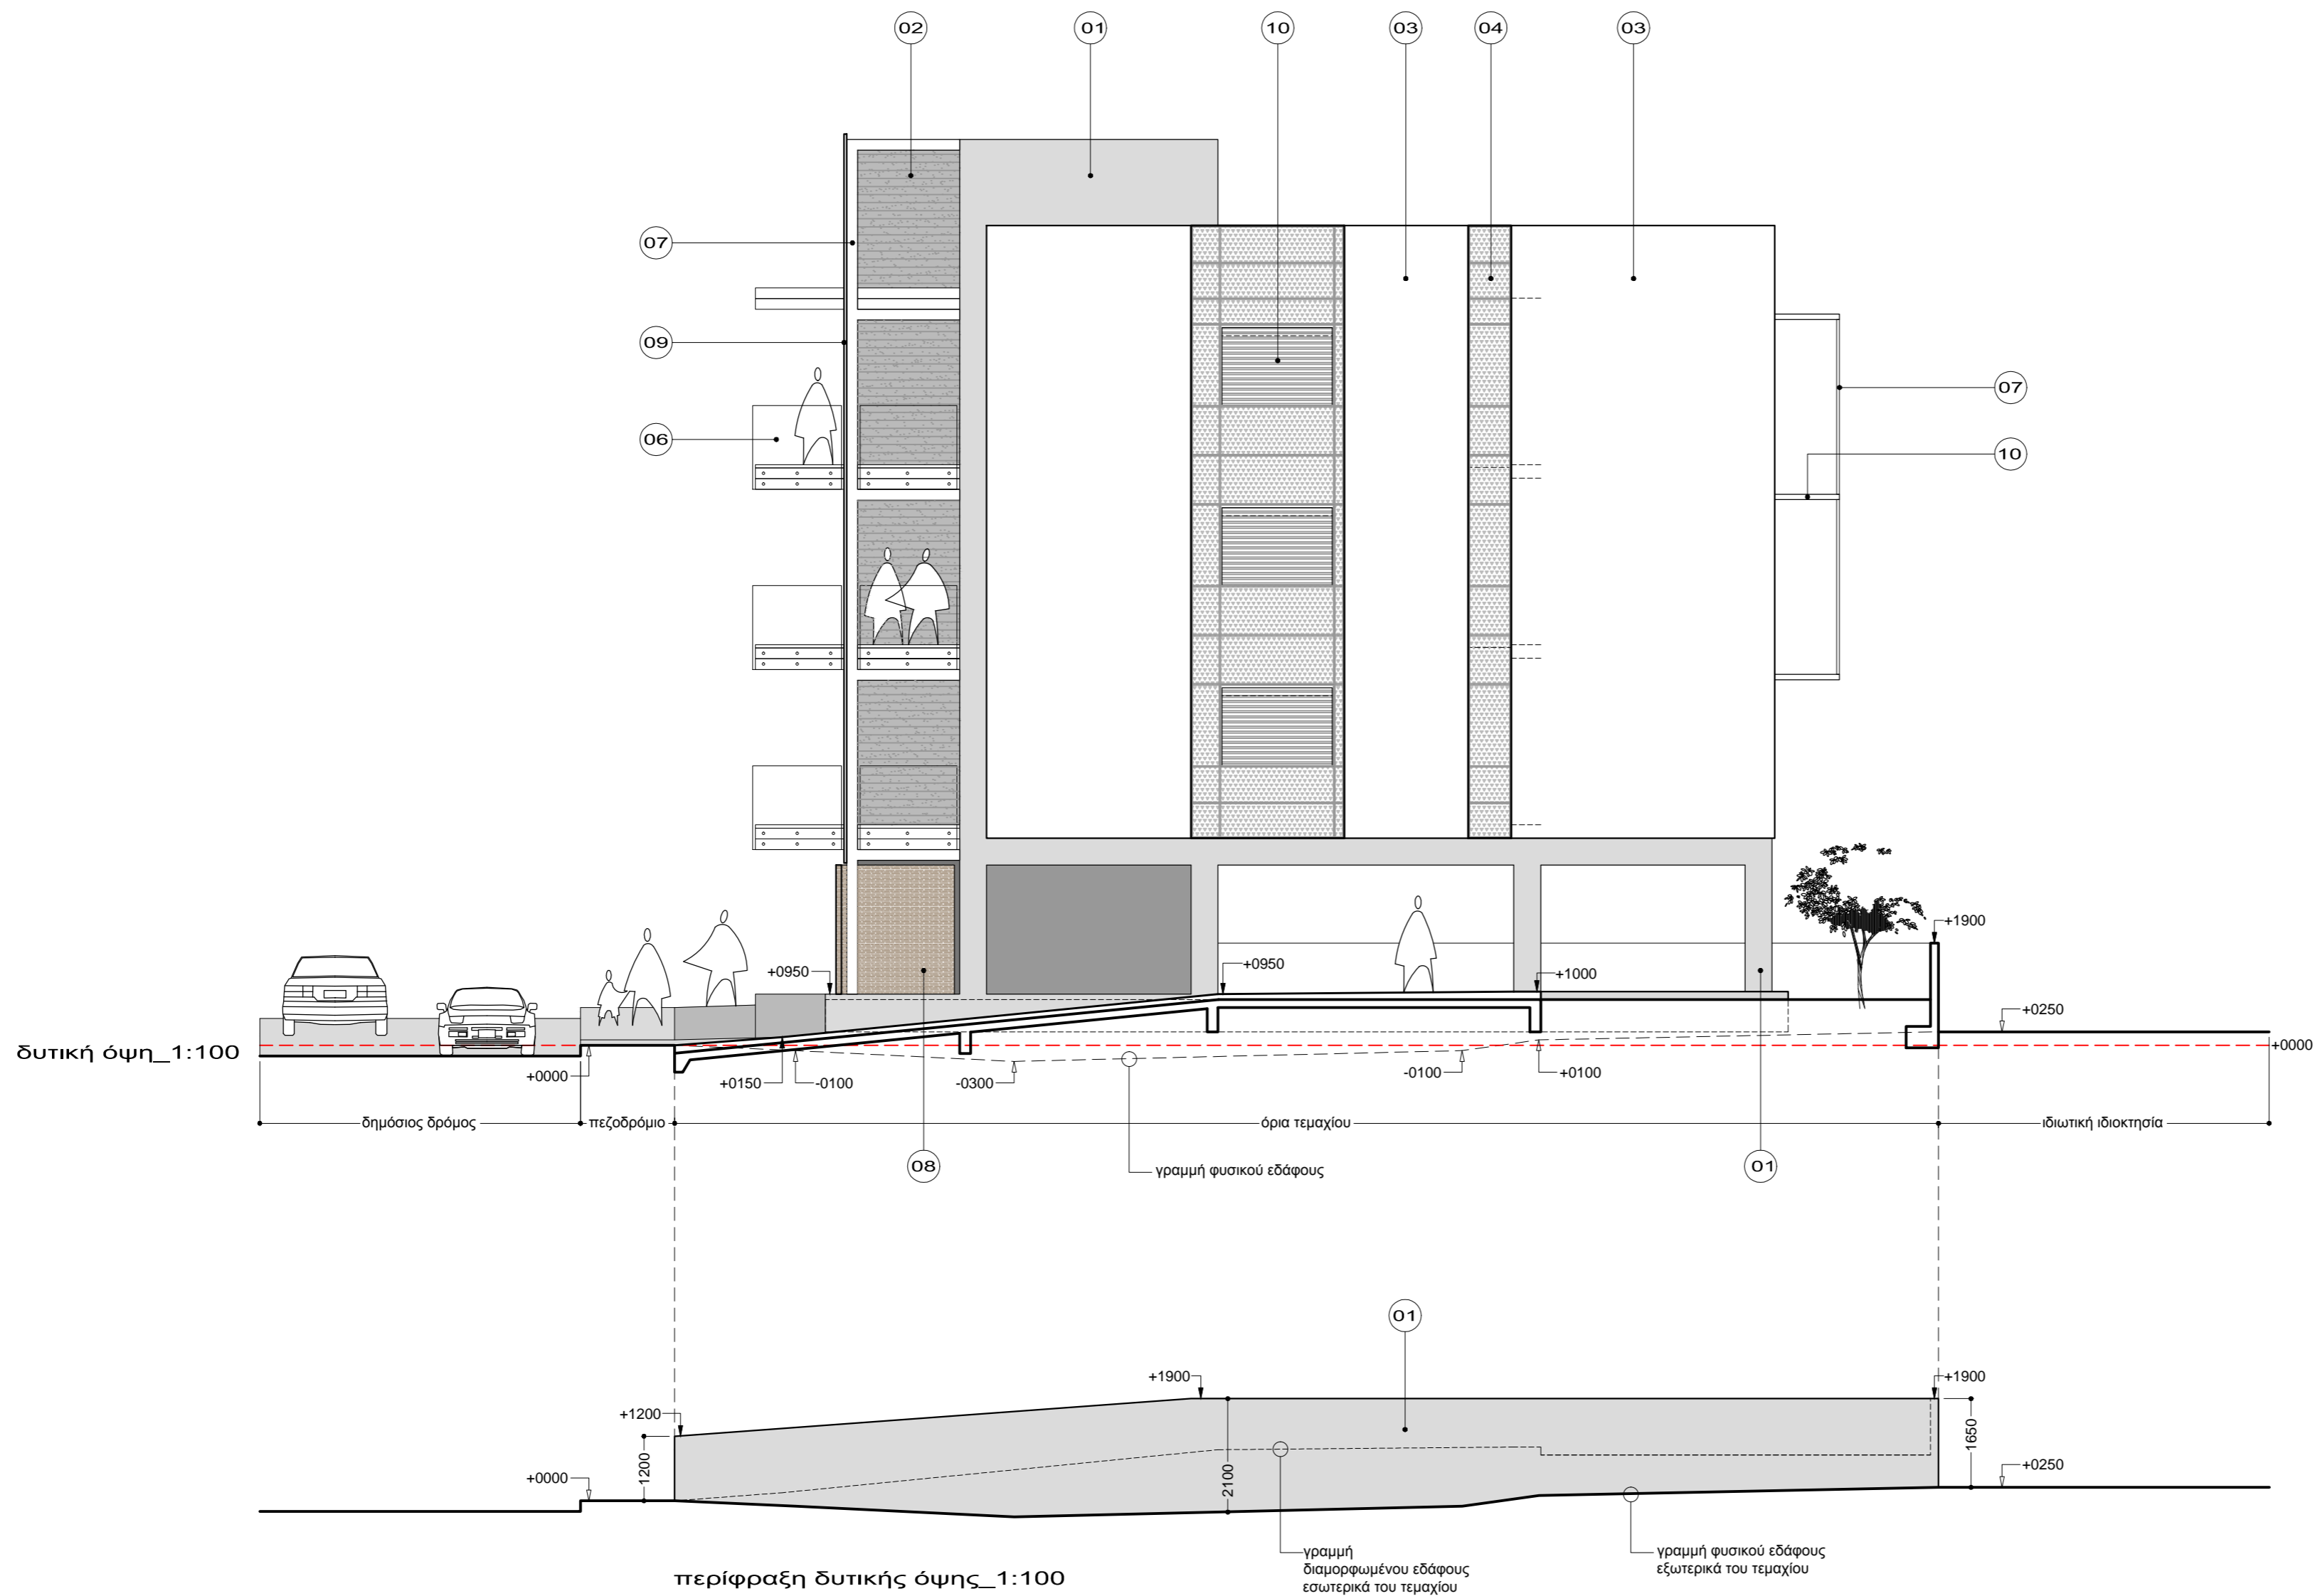 02
01
10
03
04
03
07
09
06
07
10
+1900
+0950
+0950
+1000
+0250
δυτική όψη_1:100
+0000
+0000
+0150
-0100
-0300
-0100
+0100
δημόσιος δρόμος
πεζοδρόμιο
όρια τεμαχίου
ιδιωτική ιδιοκτησία
08
γραμμή φυσικού εδάφους
01
01
+1900
+1900
+1200
1200
2100
1650
+0000
+0250
γραμμή
διαμορφωμένου εδάφους
εσωτερικά του τεμαχίου
γραμμή φυσικού εδάφους
εξωτερικά του τεμαχίου
περίφραξη δυτικής όψης_1:100